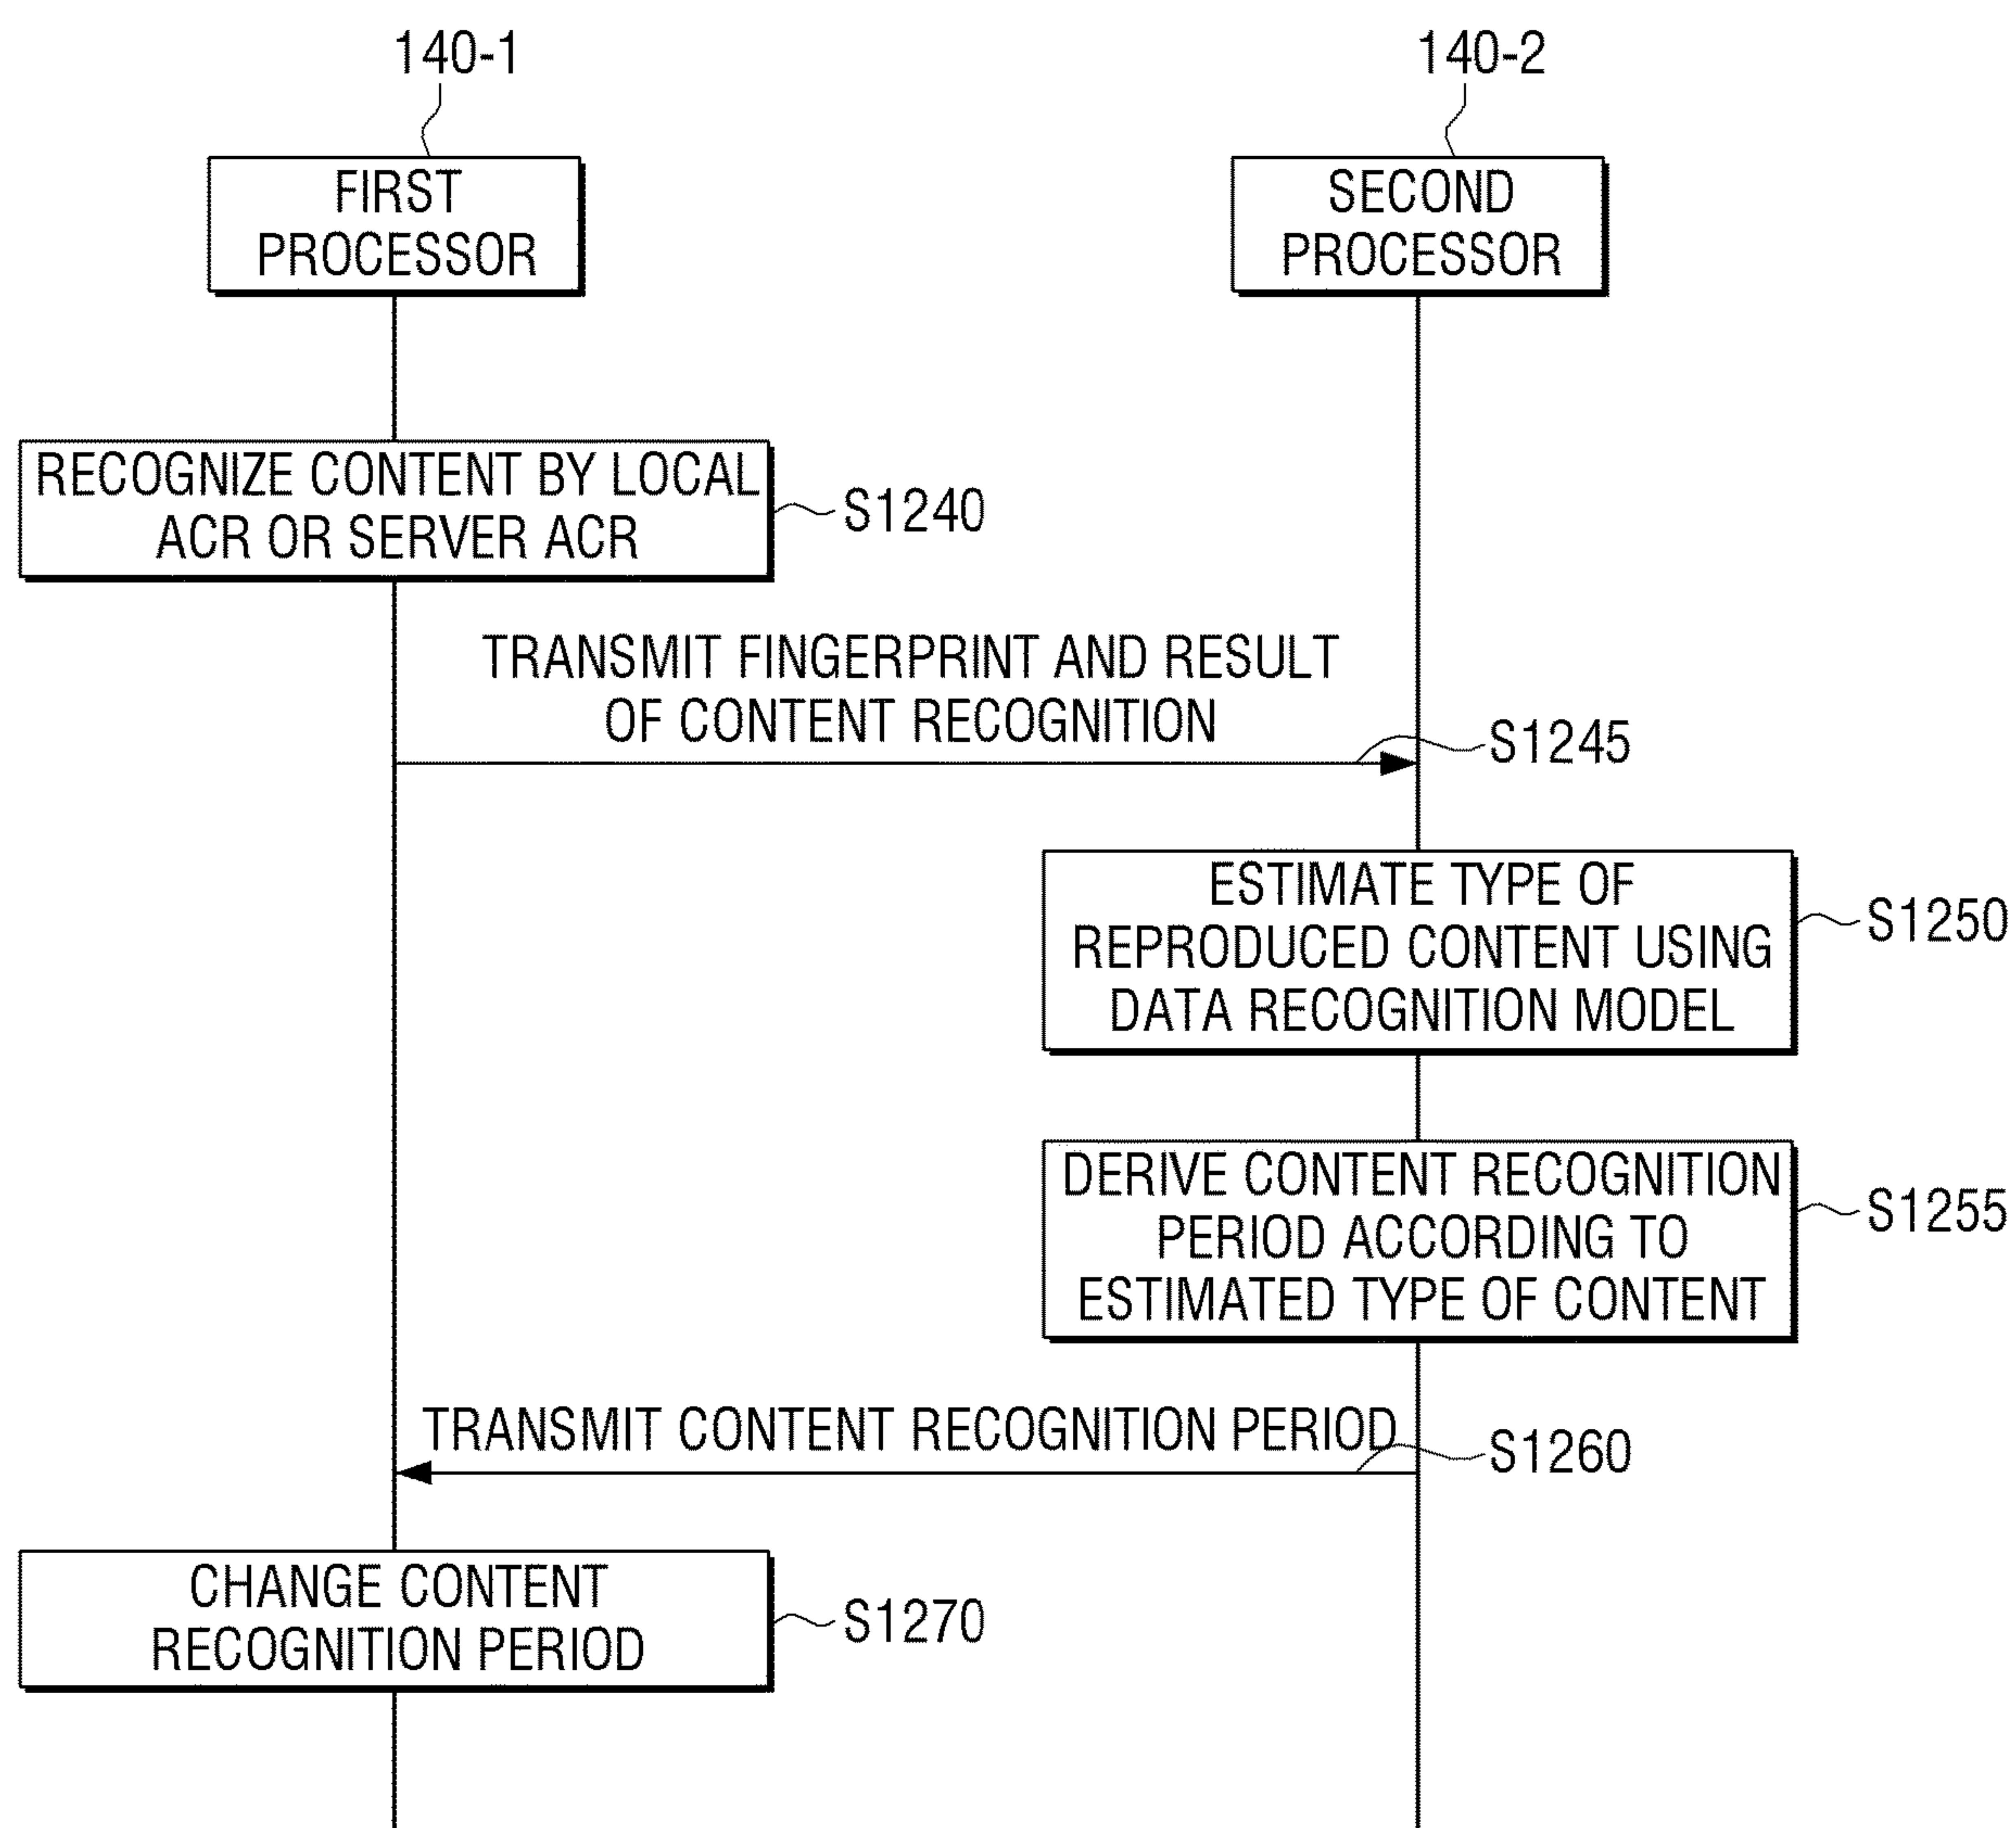 140-1
140-2
FIRST
PROCESSOR
SECOND
PROCESSOR
RECOGNIZE CONTENT BY LOCAL
ACR OR SERVER ACR
S1240
TRANSMIT FINGERPRINT AND RESULT
OF CONTENT RECOGNITION
S1245
ESTIMATE TYPE OF
REPRODUCED CONTENT USING
DATA RECOGNITION MODEL
S1250
DERIVE CONTENT RECOGNITION
PERIOD ACCORDING TO
ESTIMATED TYPE OF CONTENT
S1255
TRANSMIT CONTENT RECOGNITION PERIOD
S1260
CHANGE CONTENT
RECOGNITION PERIOD
S1270